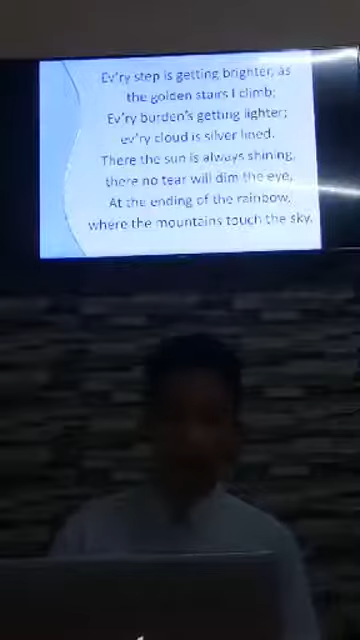 Ev'ry step is getting brighter, as
the golden stairs I climb;
Ev'ry burden's getting lighter;
ev'ry cloud is silver lined.
There the sun is always shining,
there no tear will dim the eye,
At the ending of the rainbow,
where the mountains touch the sky.